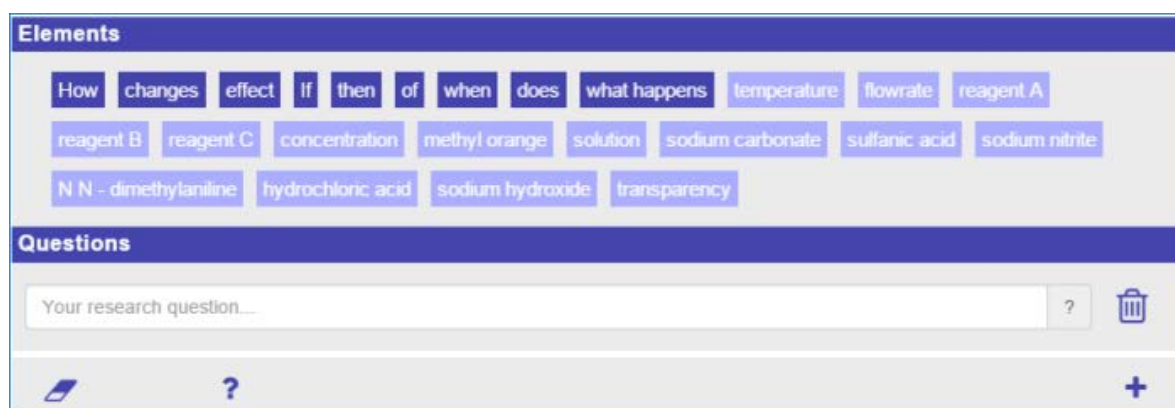 Elements
How changes effect If then of when does what happens temperature flowrate reagent A
reagent B reagent C concentration methyl orange solution sodium carbonate sulfanic acid sodium nitrite
N N - dimethylaniline hydrochloric acid sodium hydroxide transparency
Questions
Your research question... ?
?